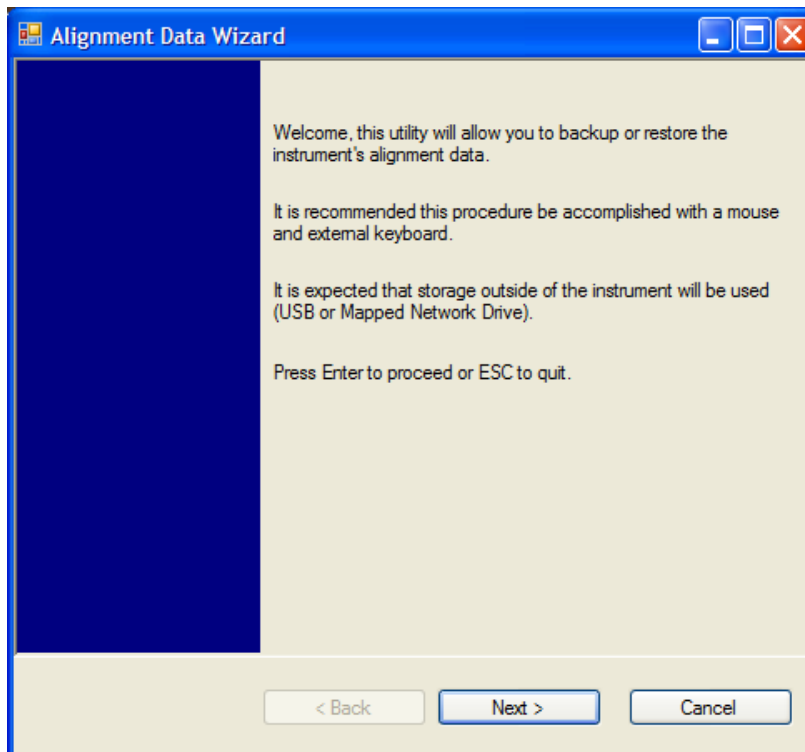 Alignment Data Wizard
Welcome, this utility will allow you to backup or restore the
instrument's alignment data.
It is recommended this procedure be accomplished with a mouse
and external keyboard.
It is expected that storage outside of the instrument will be used
(USB or Mapped Network Drive).
Press Enter to proceed or ESC to quit.
< Back Next > Cancel